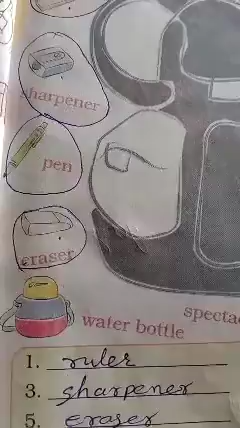 sharpener
pen
eraser
water bottle
specta
1. ruler
3. sharpener
5. eraser